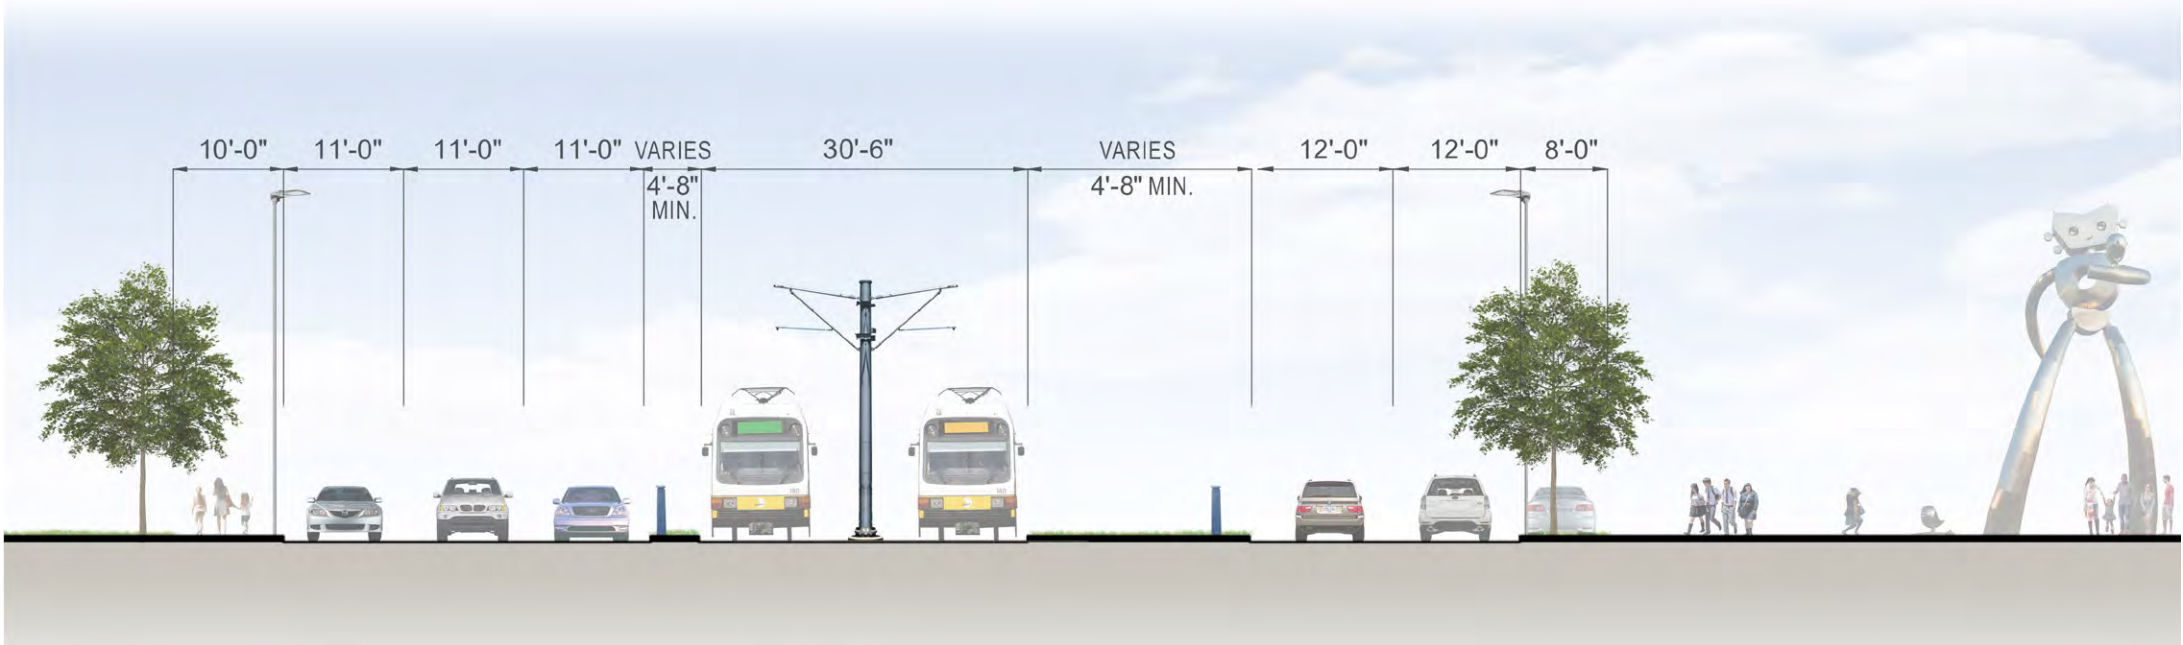 10'-0" 11'-0" 11'-0" 11'-0" VARIES 30'-6" VARIES 12'-0" 12'-0" 8'-0"
4'-8" 4'-8" MIN.
MIN.